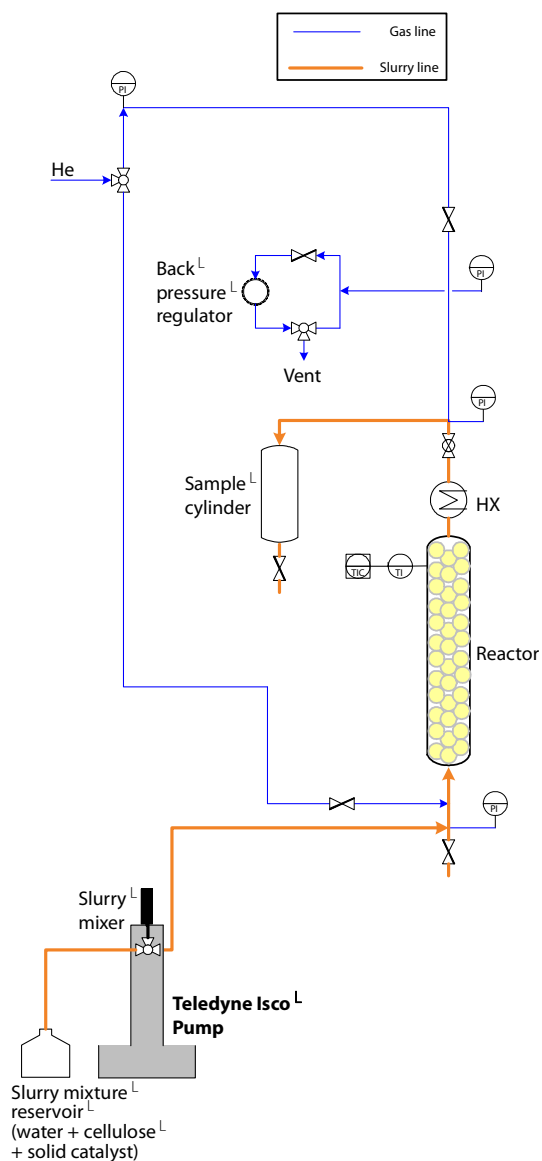 Gas line
Slurry line
PI
He
Back └
pressure └
regulator
PI
Vent
PI
Sample └
cylinder
HX
TIC
TI
Reactor
PI
Slurry └
mixer
Teledyne Isco └
Pump
Slurry mixture └
reservoir └
(water + cellulose └
+ solid catalyst)